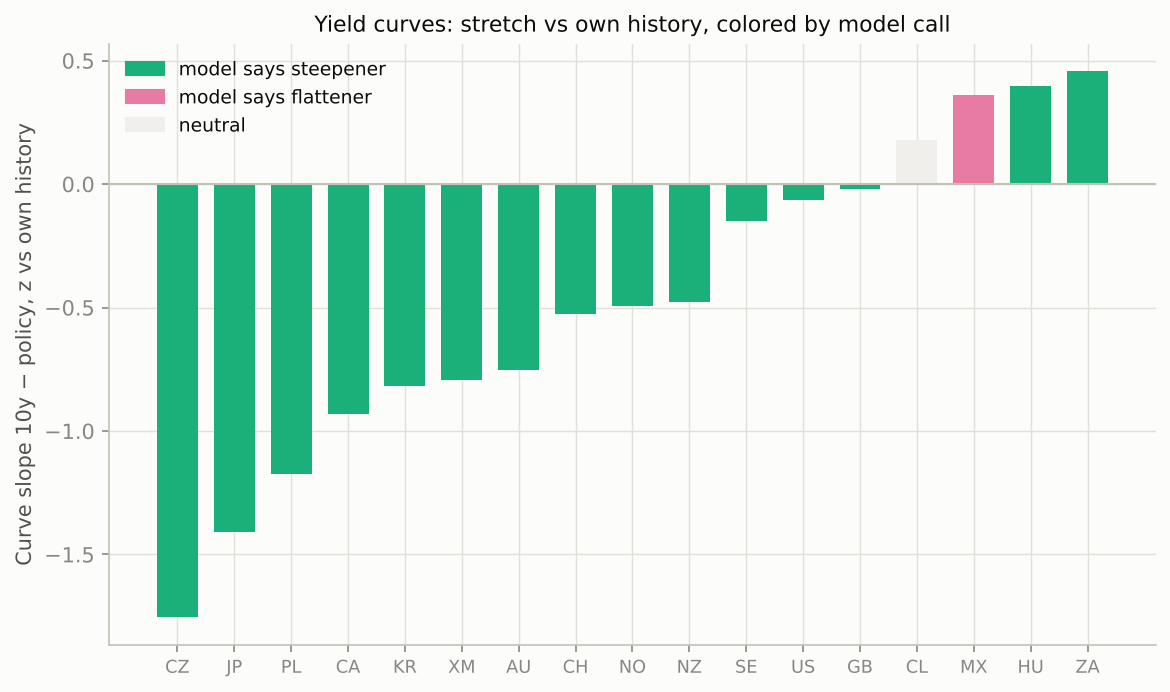 Yield curves: stretch vs own history, colored by model call
model says steepener
model says flattener
neutral
Curve slope 10y − policy, z vs own history
0.5
0.0
−0.5
−1.0
−1.5
CZ JP PL CA KR XM AU CH NO NZ SE US GB CL MX HU ZA